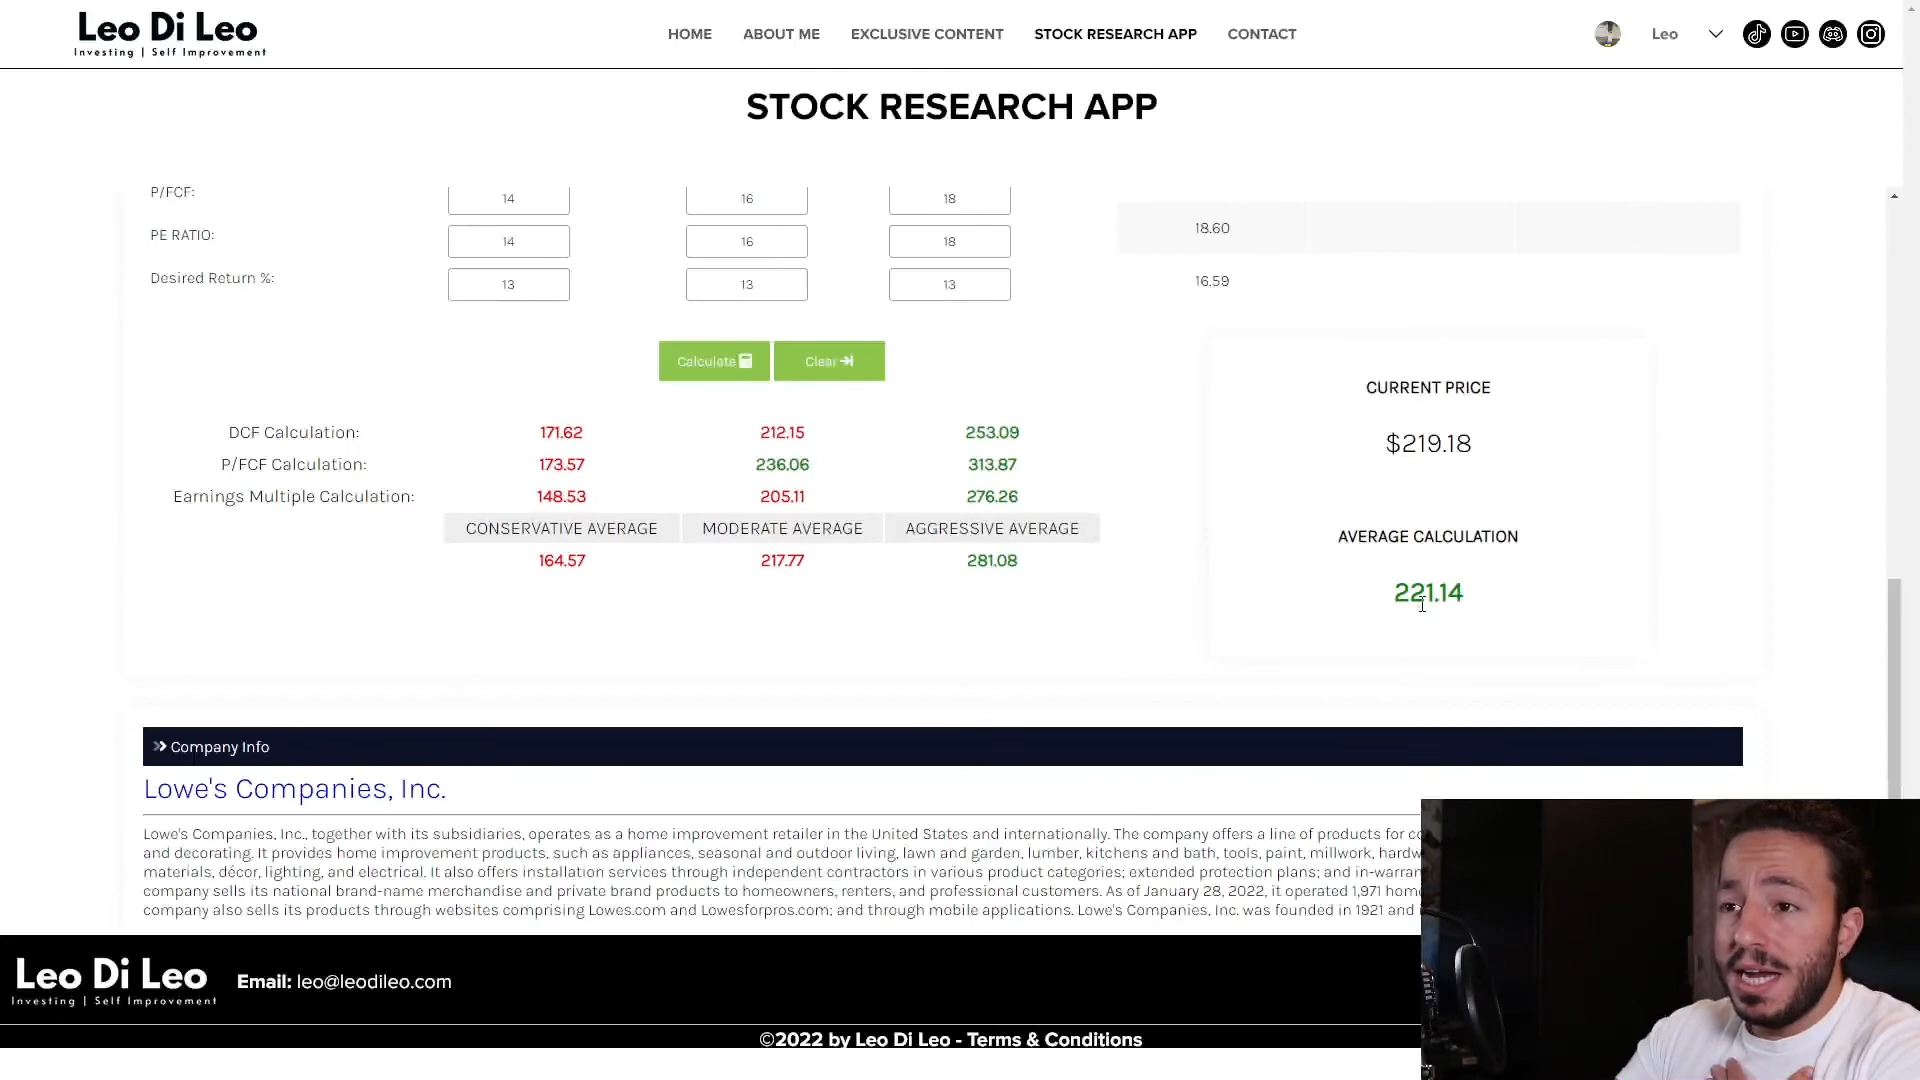 Leo Di Leo
Investing | Self Improvement
HOME ABOUT ME EXCLUSIVE CONTENT STOCK RESEARCH APP CONTACT
Leo
STOCK RESEARCH APP
P/FCF: 14 16 18
PE RATIO: 14 16 18
Desired Return %: 13 13 13
18.60
16.59
Calculate Clear
DCF Calculation: 171.62 212.15 253.09
P/FCF Calculation: 173.57 236.06 313.87
Earnings Multiple Calculation: 148.53 205.11 276.26
CONSERVATIVE AVERAGE MODERATE AVERAGE AGGRESSIVE AVERAGE
164.57 217.77 281.08
CURRENT PRICE
$219.18
AVERAGE CALCULATION
221.14
Company Info
Lowe's Companies, Inc.
Lowe's Companies, Inc., together with its subsidiaries, operates as a home improvement retailer in the United States and internationally. The company offers a line of products for
and decorating. It provides home improvement products, such as appliances, seasonal and outdoor living, lawn and garden, lumber, kitchens and bath, tools, paint, millwork,
materials, décor, lighting, and electrical. It also offers installation services through independent contractors in various product categories; extended protection plans; and
company sells its national brand-name merchandise and private brand products to homeowners, renters, and professional customers. As of January 28, 2022, it operated 1,971
company also sells its products through websites comprising Lowes.com and Lowesforpros.com; and through mobile applications. Lowe's Companies, Inc. was founded in 1921 and
Leo Di Leo
Investing | Self Improvement
Email: leo@leodileo.com
©2022 by Leo Di Leo - Terms & Conditions